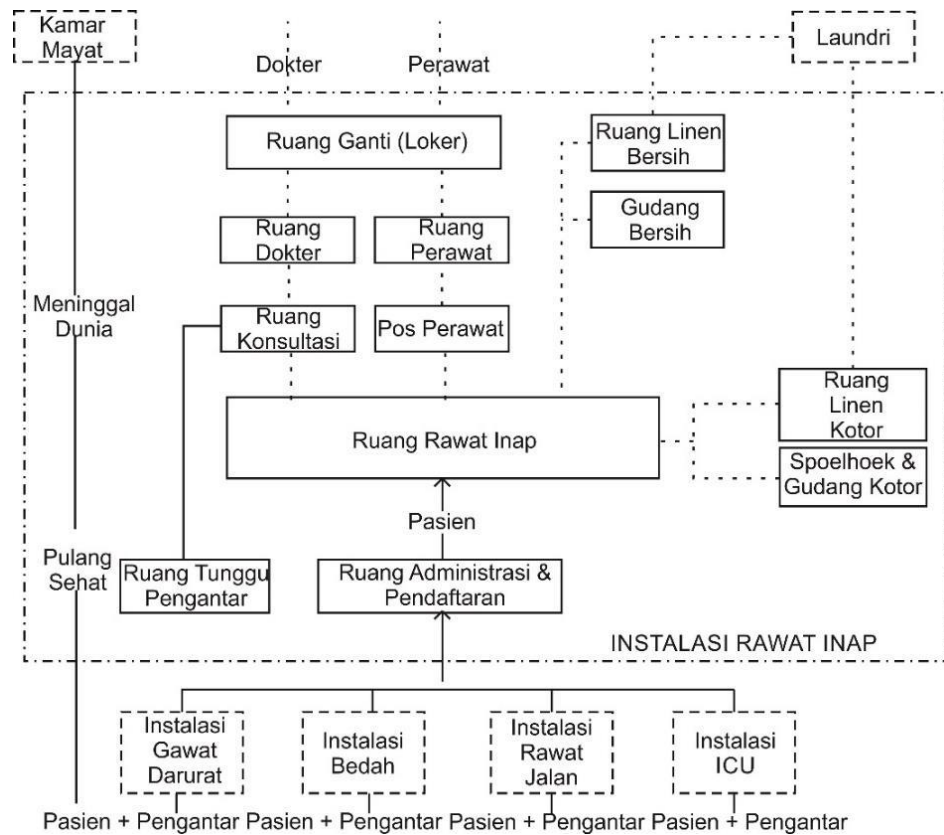 Kamar
Mayat
Laundri
Dokter
Perawat
Ruang Ganti (Loker)
Ruang Linen
Bersih
Ruang
Dokter
Ruang
Perawat
Gudang
Bersih
Meninggal
Dunia
Ruang
Konsultasi
Pos Perawat
Ruang Rawat Inap
Ruang
Linen
Kotor
Spoelhoek &
Gudang Kotor
Pasien
Pulang
Sehat
Ruang Tunggu
Pengantar
Ruang Administrasi &
Pendaftaran
INSTALASI RAWAT INAP
Instalasi
Gawat
Darurat
Instalasi
Bedah
Instalasi
Rawat
Jalan
Instalasi
ICU
Pasien + Pengantar Pasien + Pengantar Pasien + Pengantar Pasien + Pengantar